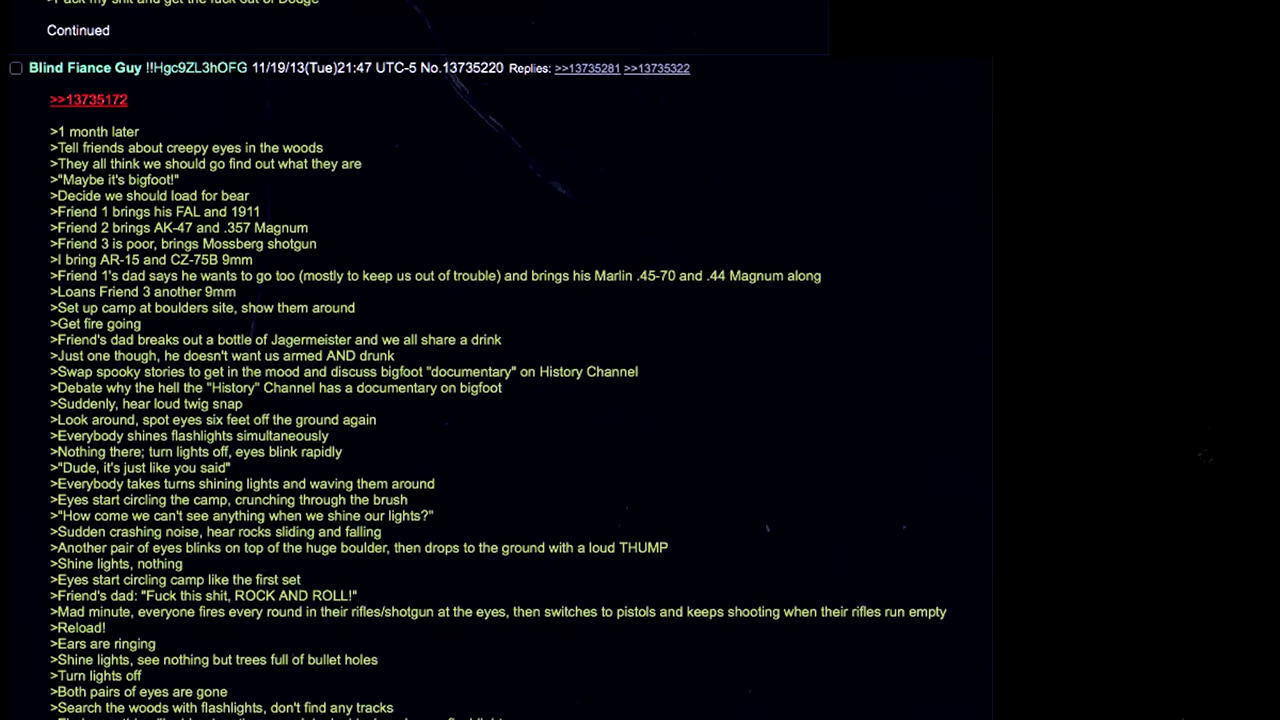 Continued
Blind Fiance Guy !!Hgc9ZL3hOFG 11/19/13(Tue)21:47 UTC-5 No.13735220 Replies: >>13735281 >>13735322
>>13735172
>1 month later
>Tell friends about creepy eyes in the woods
>They all think we should go find out what they are
>"Maybe it's bigfoot!"
>Decide we should load for bear
>Friend 1 brings his FAL and 1911
>Friend 2 brings AK-47 and .357 Magnum
>Friend 3 is poor, brings Mossberg shotgun
>I bring AR-15 and CZ-75B 9mm
>Friend 1's dad says he wants to go too (mostly to keep us out of trouble) and brings his Marlin .45-70 and .44 Magnum along
>Loans Friend 3 another 9mm
>Set up camp at boulders site, show them around
>Get fire going
>Friend's dad breaks out a bottle of Jagermeister and we all share a drink
>Just one though, he doesn't want us armed AND drunk
>Swap spooky stories to get in the mood and discuss bigfoot "documentary" on History Channel
>Debate why the hell the "History" Channel has a documentary on bigfoot
>Suddenly, hear loud twig snap
>Look around, spot eyes six feet off the ground again
>Everybody shines flashlights simultaneously
>Nothing there; turn lights off, eyes blink rapidly
>"Dude, it's just like you said"
>Everybody takes turns shining lights and waving them around
>Eyes start circling the camp, crunching through the brush
>"How come we can't see anything when we shine our lights?"
>Sudden crashing noise, hear rocks sliding and falling
>Another pair of eyes blinks on top of the huge boulder, then drops to the ground with a loud THUMP
>Shine lights, nothing
>Eyes start circling camp like the first set
>Friend's dad: "Fuck this shit, ROCK AND ROLL!"
>Mad minute, everyone fires every round in their rifles/shotgun at the eyes, then switches to pistols and keeps shooting when their rifles run empty
>Reload!
>Ears are ringing
>Shine lights, see nothing but trees full of bullet holes
>Turn lights off
>Both pairs of eyes are gone
>Search the woods with flashlights, don't find any tracks